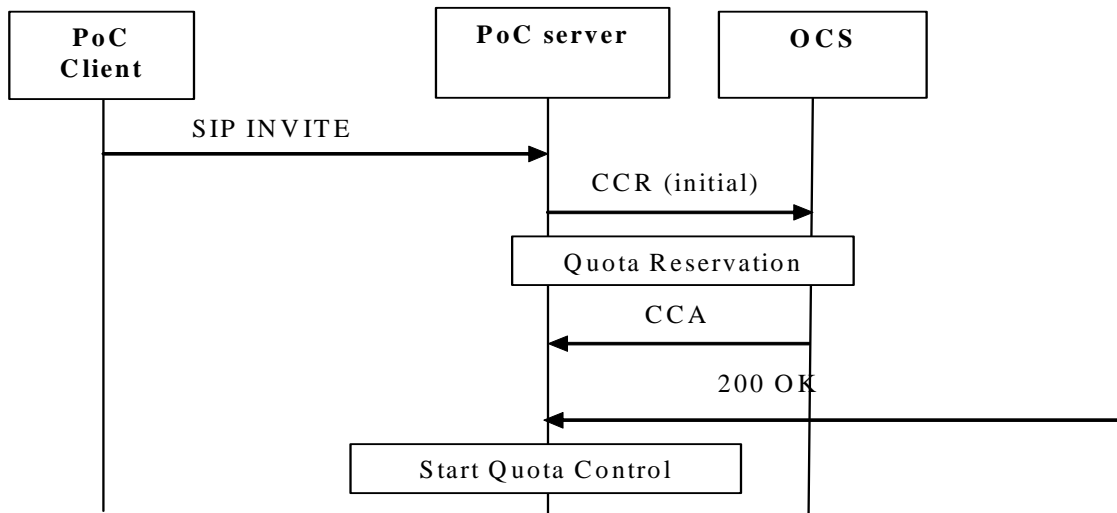 PoC
Client
PoC server
OCS
SIP INVITE
CCR (initial)
Quota Reservation
CCA
200 OK
Start Quota Control